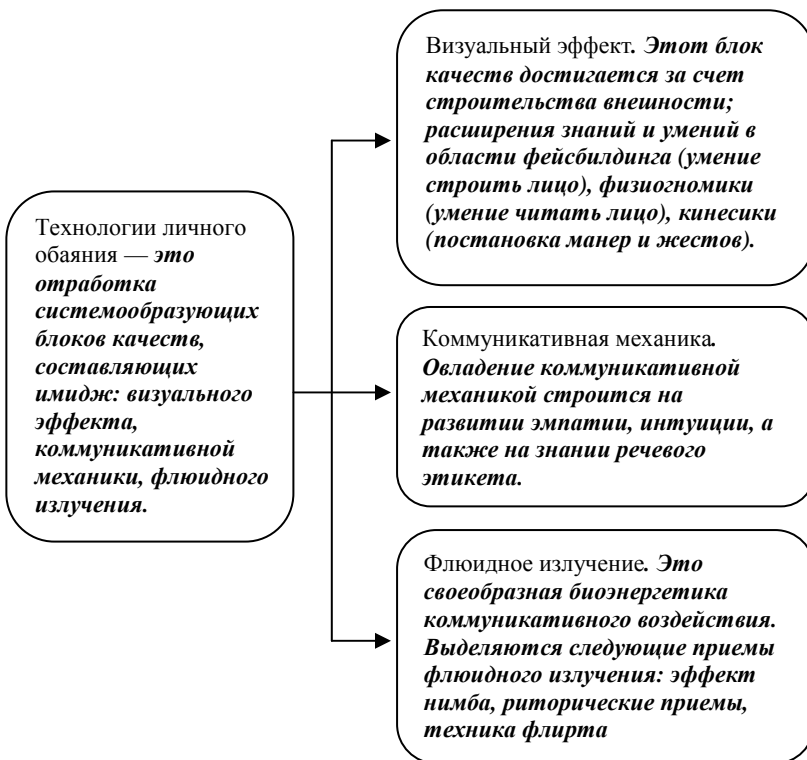 Технологии личного
обаяния — это
отработка
системообразующих
блоков качеств,
составляющих
имидж: визуального
эффекта,
коммуникативной
механики, флюидного
излучения.
Визуальный эффект. Этот блок
качеств достигается за счет
строительства внешности;
расширения знаний и умений в
области фейсбилдинга (умение
строить лицо), физиогномики
(умение читать лицо), кинесики
(постановка манер и жестов).
Коммуникативная механика.
Овладение коммуникативной
механикой строится на
развитии эмпатии, интуиции, а
также на знании речевого
этикета.
Флюидное излучение. Это
своеобразная биоэнергетика
коммуникативного воздействия.
Выделяются следующие приемы
флюидного излучения: эффект
нимба, риторические приемы,
техника флирта